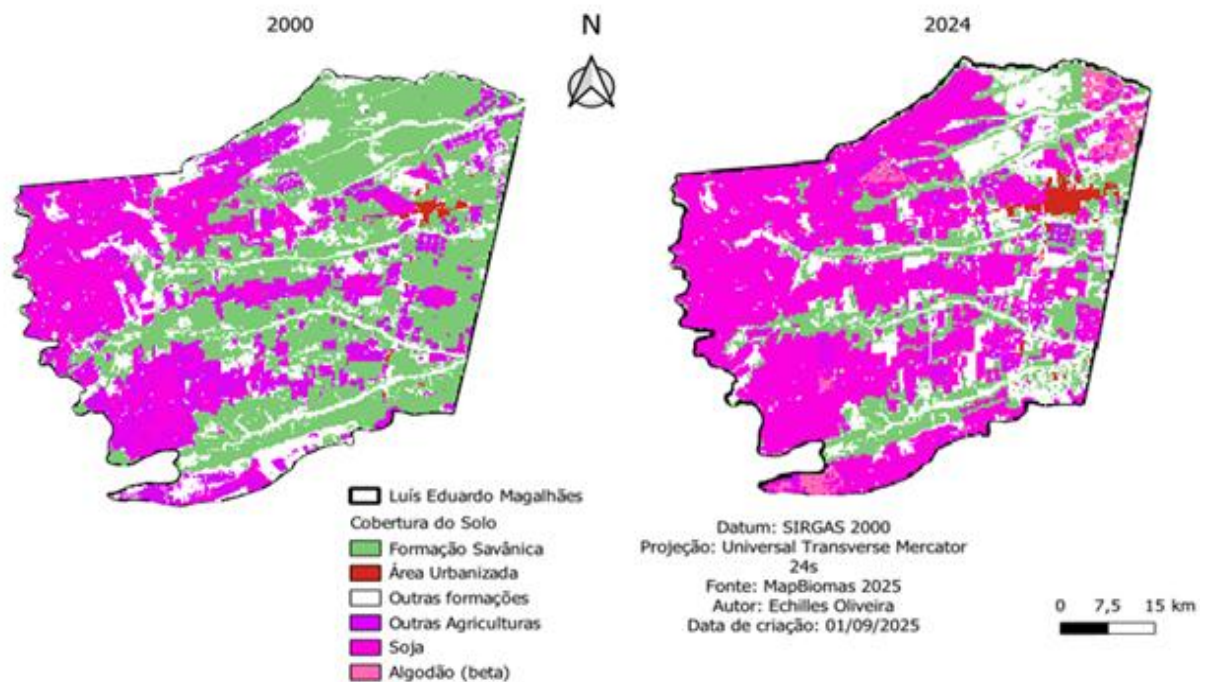 2000
N
2024
Luís Eduardo Magalhães
Cobertura do Solo
Formação Savânica
Área Urbanizada
Outras formações
Outras Agriculturas
Soja
Algodão (beta)
Datum: SIRGAS 2000
Projeção: Universal Transverse Mercator
24s
Fonte: MapBiomas 2025
Autor: Echilles Oliveira
Data de criação: 01/09/2025
0 7,5 15 km